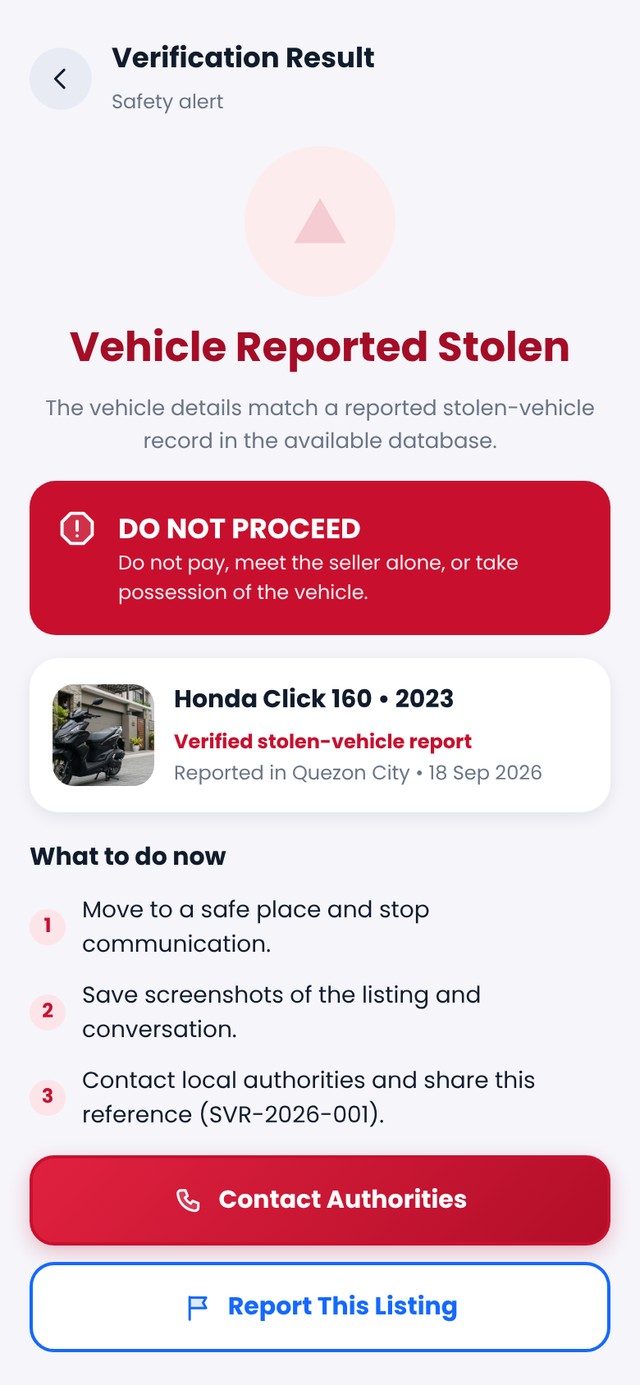 Verification Result
Safety alert
Vehicle Reported Stolen
The vehicle details match a reported stolen-vehicle
record in the available database.
DO NOT PROCEED
Do not pay, meet the seller alone, or take
possession of the vehicle.
Honda Click 160 • 2023
Verified stolen-vehicle report
Reported in Quezon City • 18 Sep 2026
What to do now
1
Move to a safe place and stop
communication.
2
Save screenshots of the listing and
conversation.
3
Contact local authorities and share this
reference (SVR-2026-001).
Contact Authorities
Report This Listing